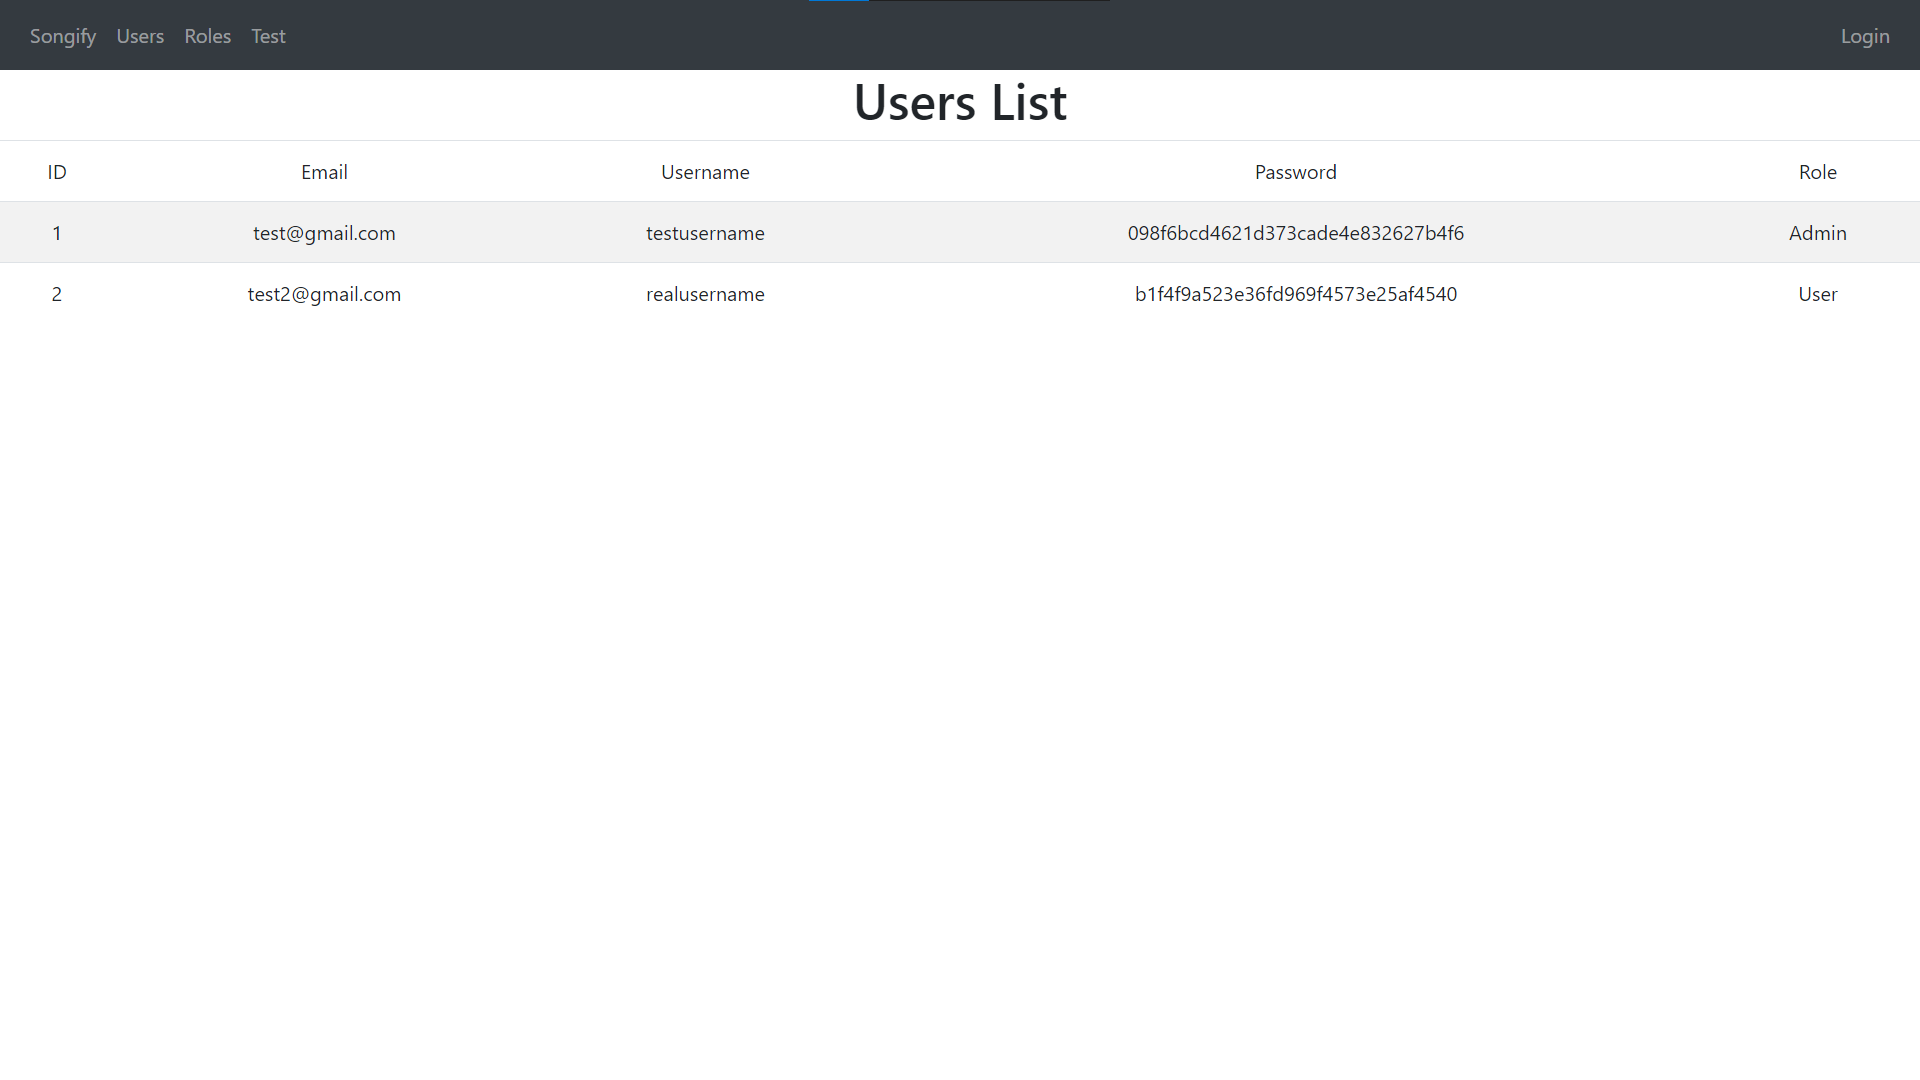 Songify Users Roles Test Login
Users List
ID Email Username Password Role
1 test@gmail.com testusername 098f6bcd4621d373cade4e832627b4f6 Admin
2 test2@gmail.com realusername b1f4f9a523e36fd969f4573e25af4540 User